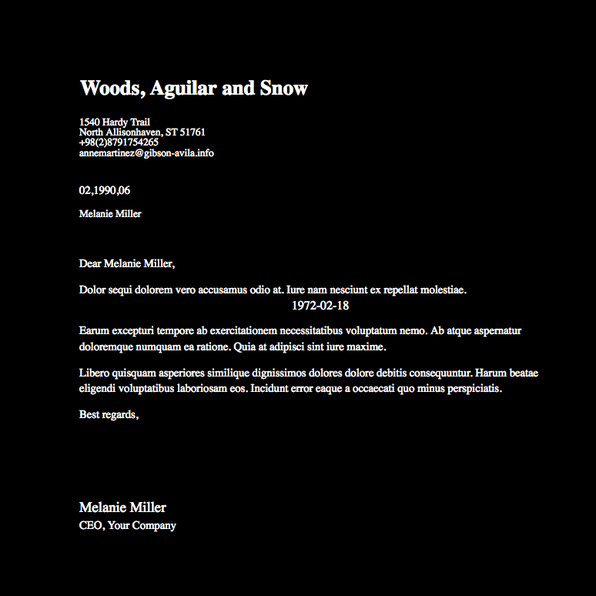 Woods, Aguilar and Snow
1540 Hardy Trail
North Allisonhaven, ST 51761
+98(2)8791754265
annemartinez@gibson-avila.info
02,1990,06
Melanie Miller
Dear Melanie Miller,
Dolor sequi dolorem vero accusamus odio at. Iure nam nesciunt ex repellat molestiae.
1972-02-18
Earum excepturi tempore ab exercitationem necessitatibus voluptatum nemo. Ab atque aspernatur
doloremque numquam ea ratione. Quia at adipisci sint iure maxime.
Libero quisquam asperiores similique dignissimos dolores dolore debitis consequuntur. Harum beatae
eligendi voluptatibus laboriosam eos. Incidunt error eaque a occaecati quo minus perspiciatis.
Best regards,
Melanie Miller
CEO, Your Company